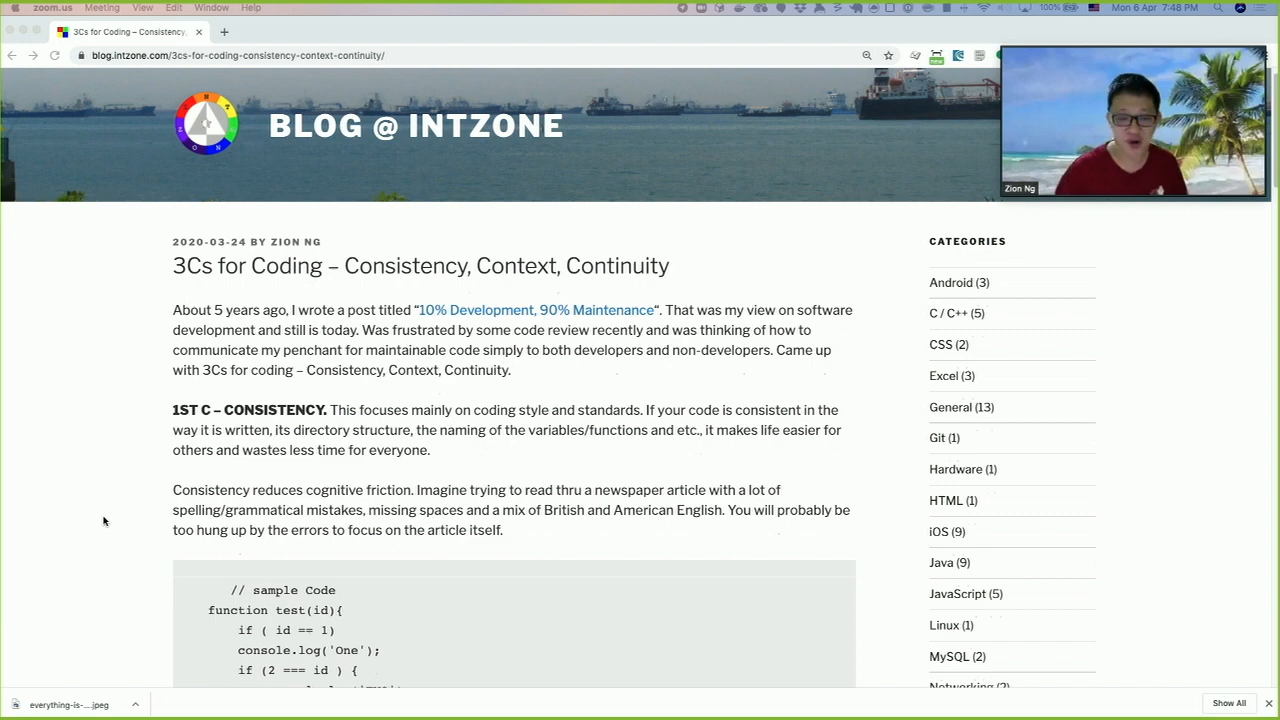 zoom.us Meeting View Edit Window Help
100% Mon 6 Apr 7:48 PM
3Cs for Coding – Consistency,
blog.intzone.com/3cs-for-coding-consistency-context-continuity/
new
BLOG @ INTZONE
Zion Ng
2020-03-24 BY ZION NG
3Cs for Coding – Consistency, Context, Continuity
About 5 years ago, I wrote a post titled “10% Development, 90% Maintenance“. That was my view on software
development and still is today. Was frustrated by some code review recently and was thinking of how to
communicate my penchant for maintainable code simply to both developers and non-developers. Came up
with 3Cs for coding – Consistency, Context, Continuity.
1ST C – CONSISTENCY. This focuses mainly on coding style and standards. If your code is consistent in the
way it is written, its directory structure, the naming of the variables/functions and etc., it makes life easier for
others and wastes less time for everyone.
Consistency reduces cognitive friction. Imagine trying to read thru a newspaper article with a lot of
spelling/grammatical mistakes, missing spaces and a mix of British and American English. You will probably be
too hung up by the errors to focus on the article itself.
// sample Code
function test(id){
if ( id == 1)
console.log('One');
if (2 === id ) {
CATEGORIES
Android (3)
C / C++ (5)
CSS (2)
Excel (3)
General (13)
Git (1)
Hardware (1)
HTML (1)
iOS (9)
Java (9)
JavaScript (5)
Linux (1)
MySQL (2)
Networking (2)
everything-is-....jpeg
Show All